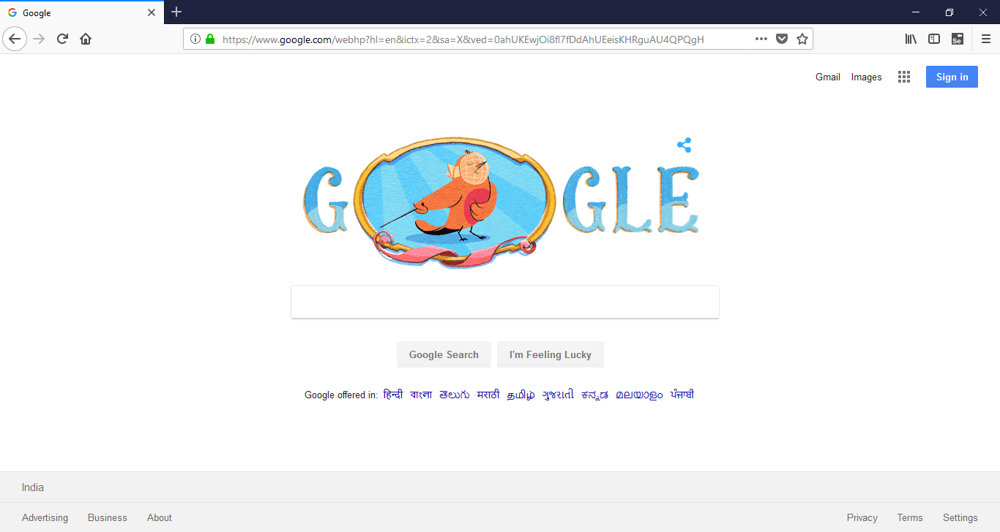 Google
https://www.google.com/webhp?hl=en&ictx=2&sa=X&ved=0ahUKEwjOi8fl7fDdAhUEeisKHRguAU4QPQgH
Se
Gmail Images Sign in
GOOGLE
Google Search I'm Feeling Lucky
Google offered in: हिन्दी বাংলা తెలుగు मराठी தமிழ் ગુજરાતી ಕನ್ನಡ മലയാളം ਪੰਜਾਬੀ
India
Advertising Business About Privacy Terms Settings